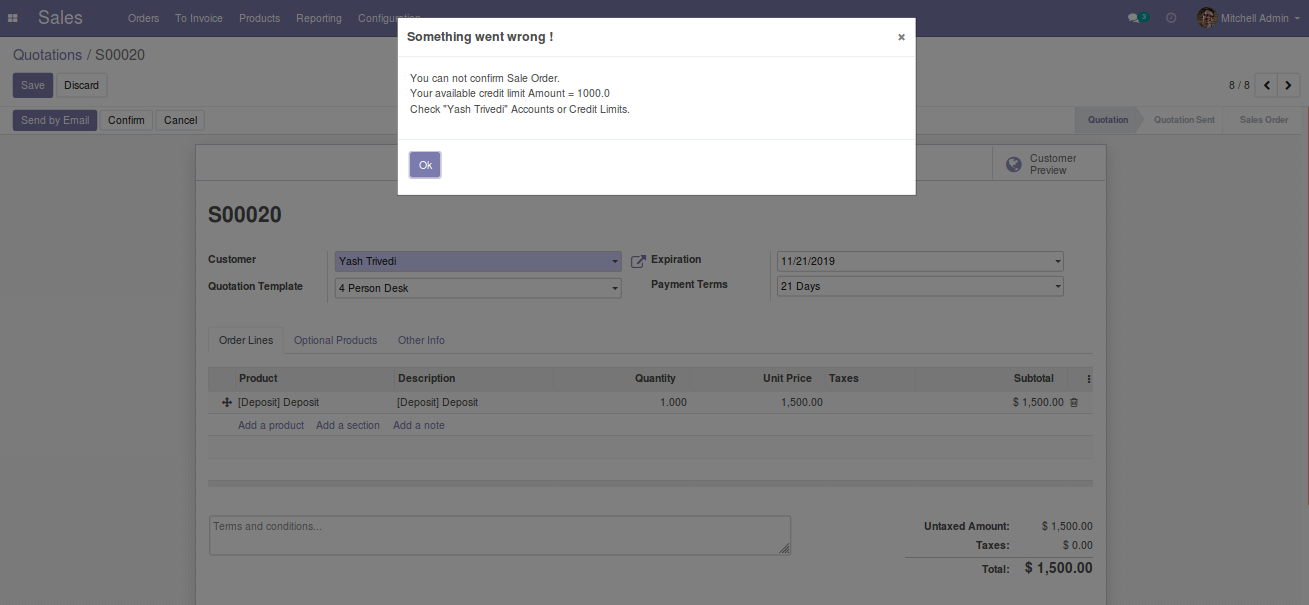 Sales Orders To Invoice Products Reporting 3 Mitchell Admin
Something went wrong ! ×
Quotations / S00020
You can not confirm Sale Order.
Your available credit limit Amount = 1000.0
Check "Yash Trivedi" Accounts or Credit Limits.
Save Discard 8 / 8
Send by Email Confirm Cancel Quotation Quotation Sent Sales Order
Ok
Customer
Preview
S00020
Customer Yash Trivedi Expiration 11/21/2019
Quotation Template 4 Person Desk Payment Terms 21 Days
Order Lines Optional Products Other Info
Product Description Quantity Unit Price Taxes Subtotal
[Deposit] Deposit [Deposit] Deposit 1.000 1,500.00 $ 1,500.00
Add a product Add a section Add a note
Terms and conditions...
Untaxed Amount: $ 1,500.00
Taxes: $ 0.00
Total: $ 1,500.00